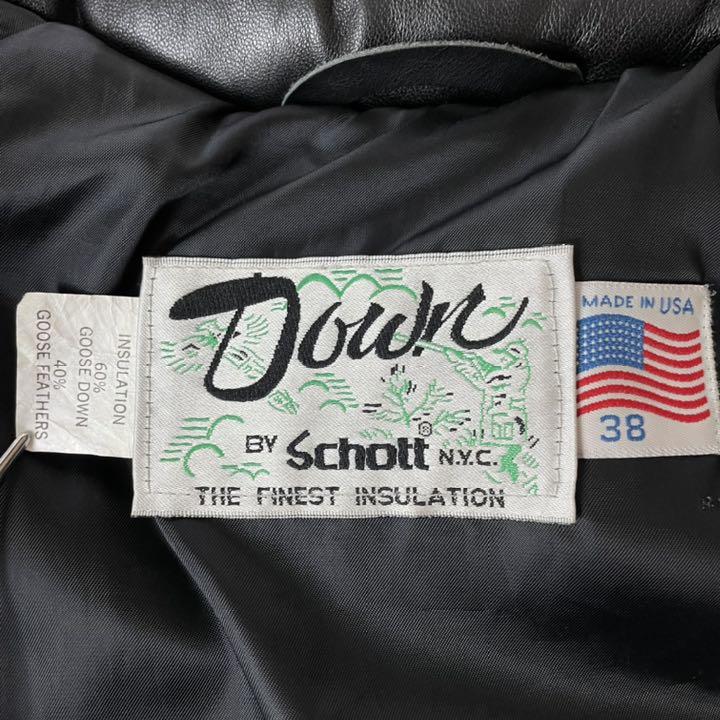 INSULATION
60%
GOOSE DOWN
40%
GOOSE FEATHERS
Down
BY Schott® N.Y.C.
THE FINEST INSULATION
MADE IN USA
38